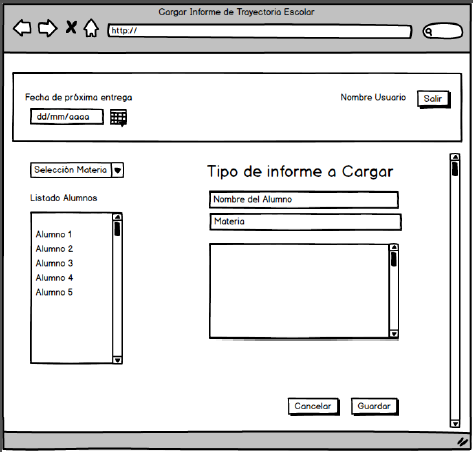 Cargar Informe de Trayectoria Escolar
http://
Fecha de próxima entrega
Nombre Usuario
Salir
dd/mm/aaaa
Selección Materia
Tipo de informe a Cargar
Listado Alumnos
Nombre del Alumno
Materia
Alumno 1
Alumno 2
Alumno 3
Alumno 4
Alumno 5
Cancelar
Guardar